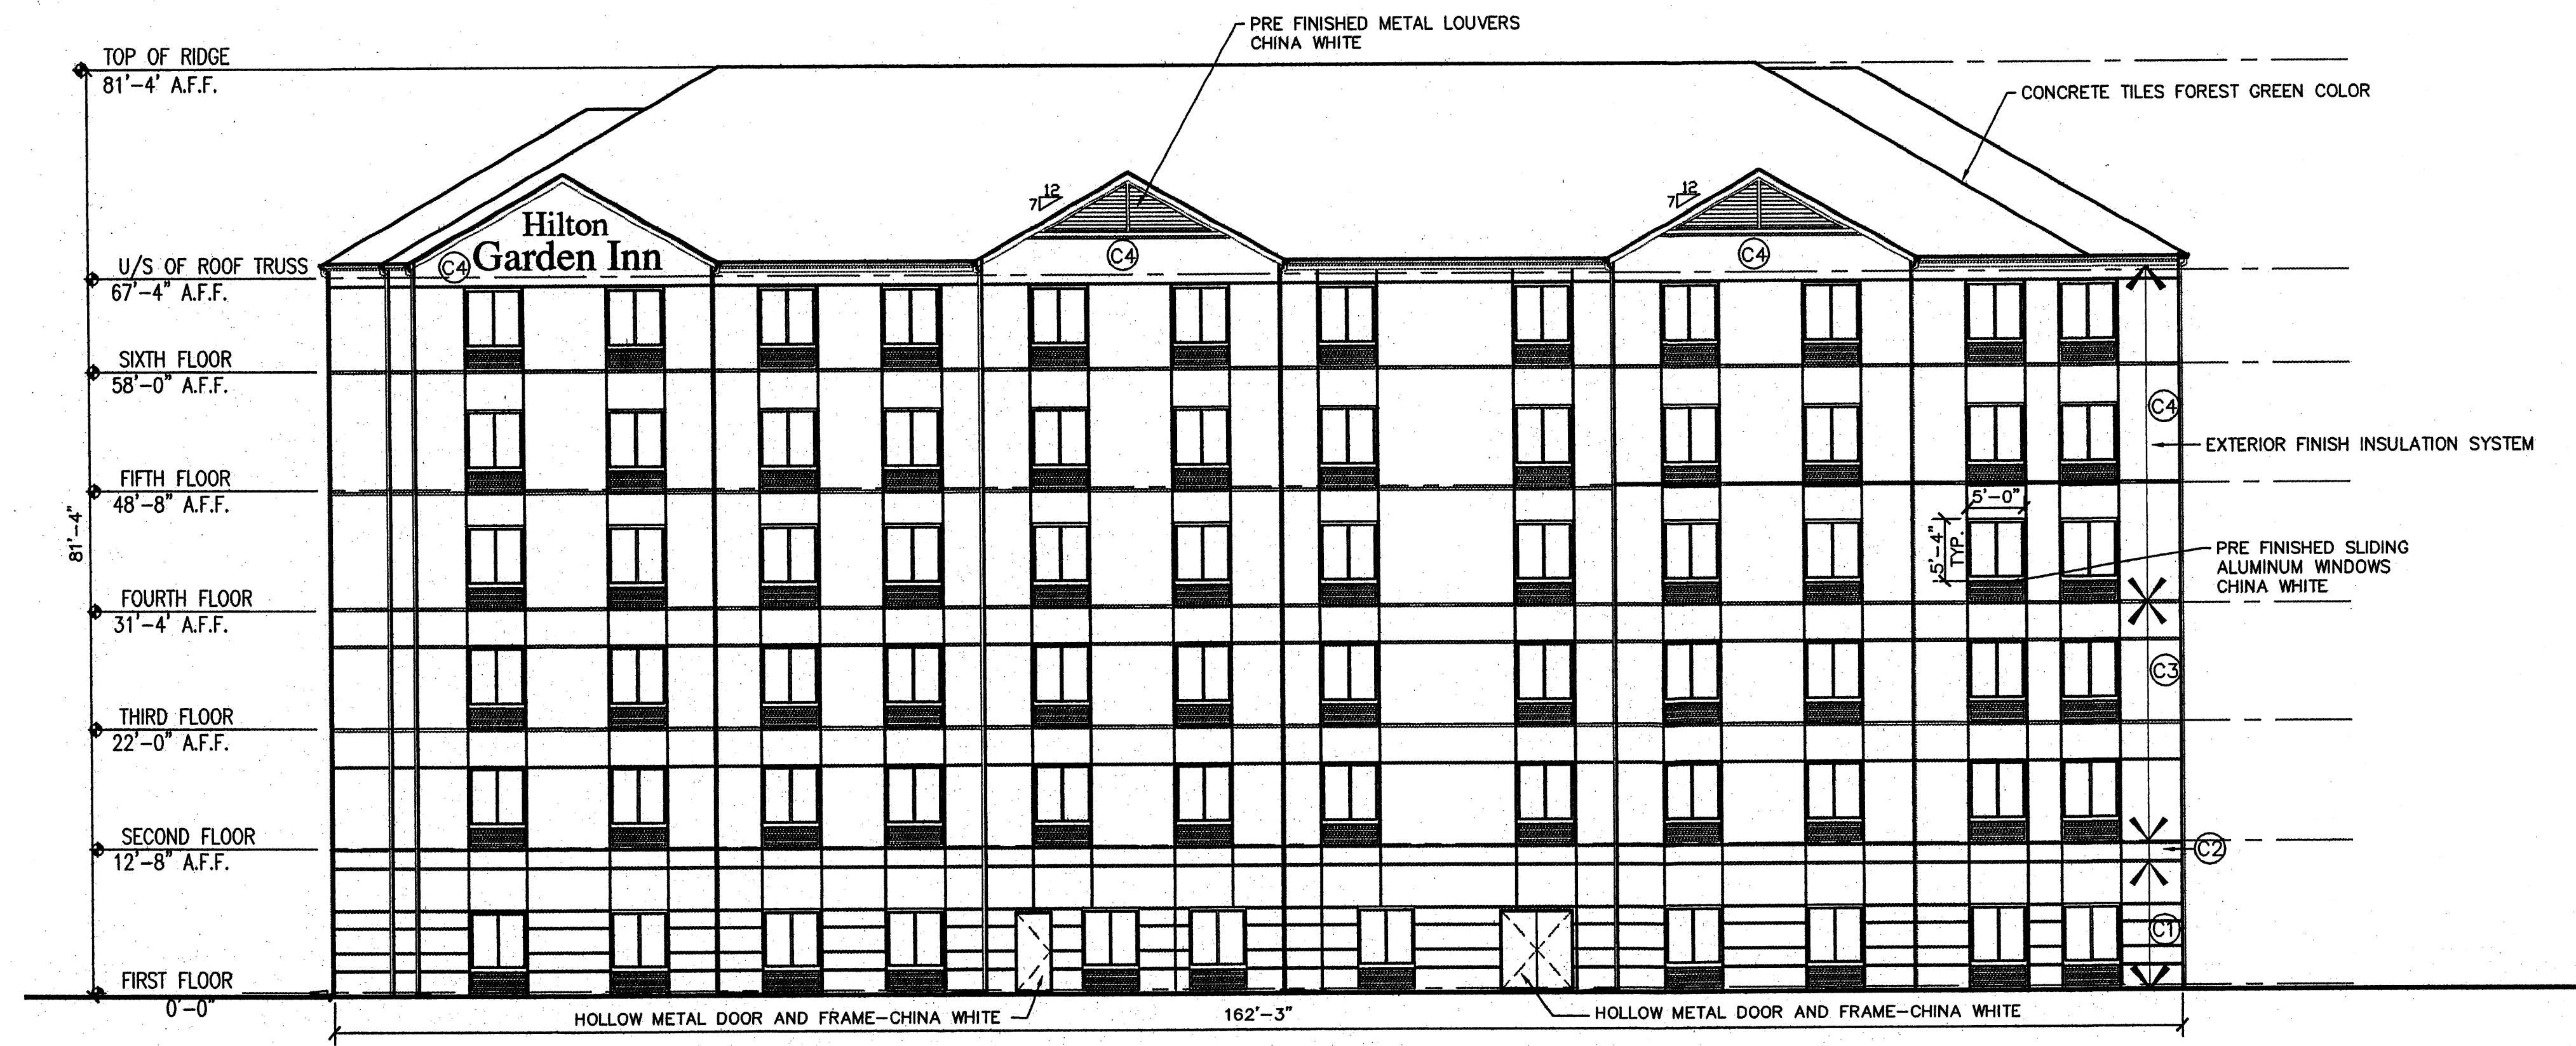 PRE FINISHED METAL LOUVERS
CHINA WHITE
TOP OF RIDGE
81'-4' A.F.F.
CONCRETE TILES FOREST GREEN COLOR
12
7
12
7
Hilton
Garden Inn
C4
C4
C4
U/S OF ROOF TRUSS
67'-4" A.F.F.
SIXTH FLOOR
58'-0" A.F.F.
C4
EXTERIOR FINISH INSULATION SYSTEM
FIFTH FLOOR
48'-8" A.F.F.
5'-0"
5'-4"
TYP.
81'-4"
PRE FINISHED SLIDING
ALUMINUM WINDOWS
CHINA WHITE
FOURTH FLOOR
31'-4' A.F.F.
C3
THIRD FLOOR
22'-0" A.F.F.
SECOND FLOOR
12'-8" A.F.F.
C2
C1
FIRST FLOOR
0'-0"
HOLLOW METAL DOOR AND FRAME-CHINA WHITE
162'-3"
HOLLOW METAL DOOR AND FRAME-CHINA WHITE